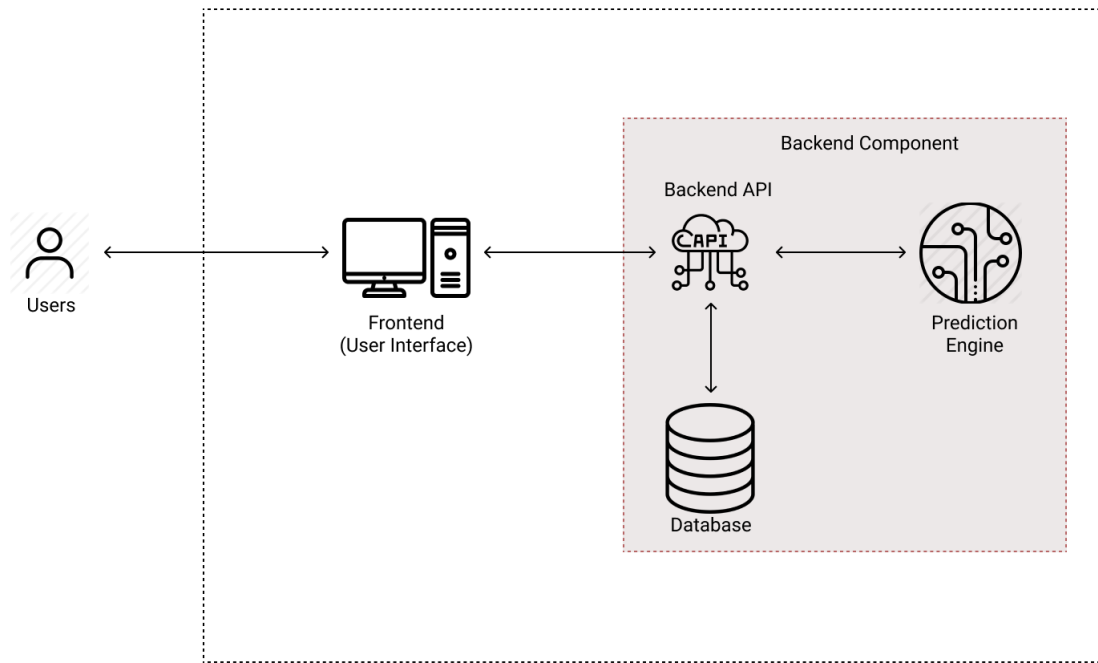 Backend Component
Backend API
API
Users
Frontend
(User Interface)
Prediction
Engine
Database